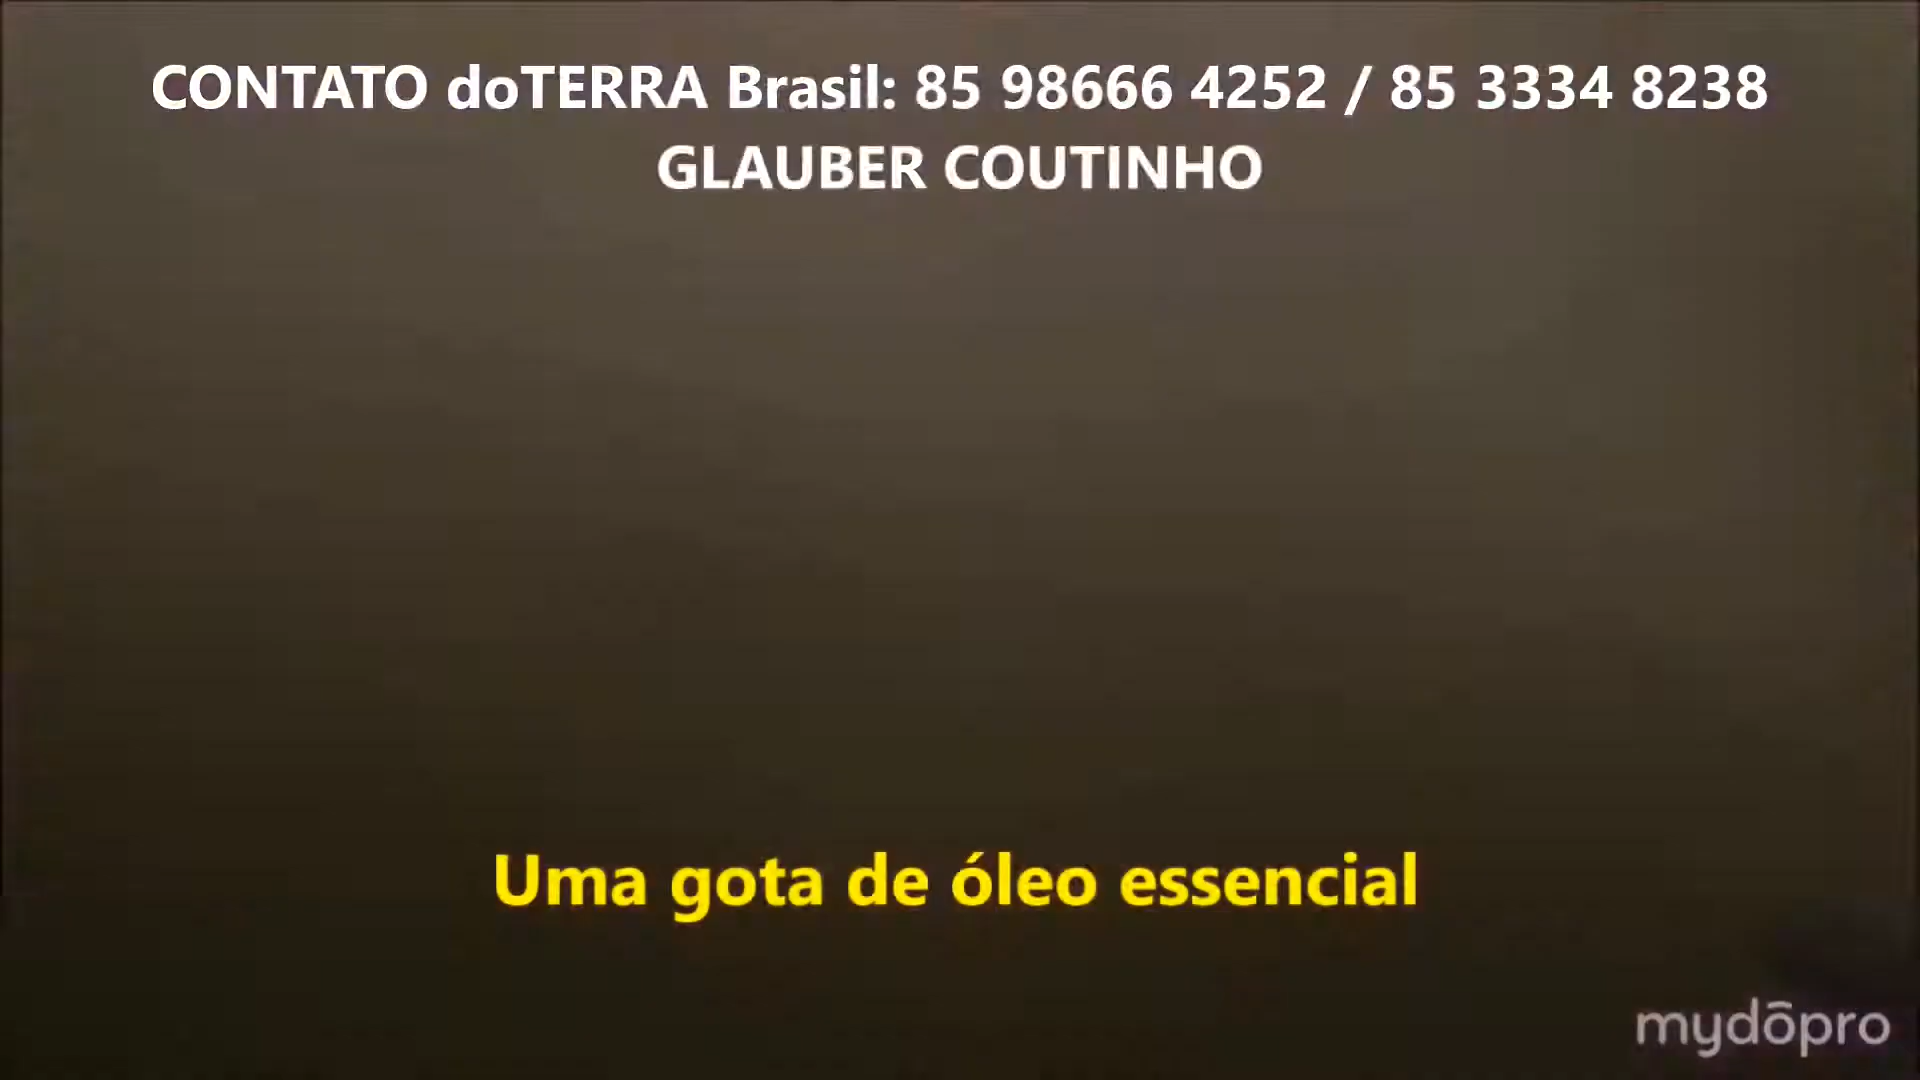 CONTATO doTERRA Brasil: 85 98666 4252 / 85 3334 8238
GLAUBER COUTINHO
Uma gota de óleo essencial
mydōpro